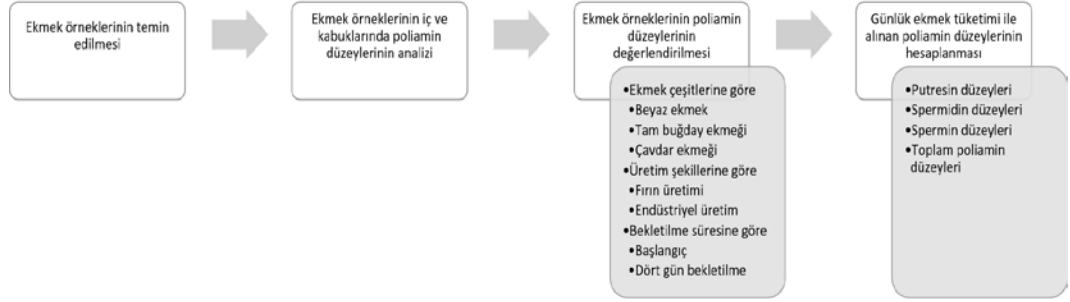 Ekmek örneklerinin temin
edilmesi
Ekmek örneklerinin iç ve
kabuklarında poliamin
düzeylerinin analizi
Ekmek örneklerinin poliamin
düzeylerinin
değerlendirilmesi
•Ekmek çeşitlerine göre
•Beyaz ekmek
•Tam buğday ekmeği
•Çavdar ekmeği
•Üretim şekillerine göre
•Fırın üretimi
•Endüstriyel üretim
•Bekletilme süresine göre
•Başlangıç
•Dört gün bekletilme
Günlük ekmek tüketimi ile
alınan poliamin düzeylerinin
hesaplanması
•Putresin düzeyleri
•Spermidin düzeyleri
•Spermin düzeyleri
•Toplam poliamin
düzeyleri